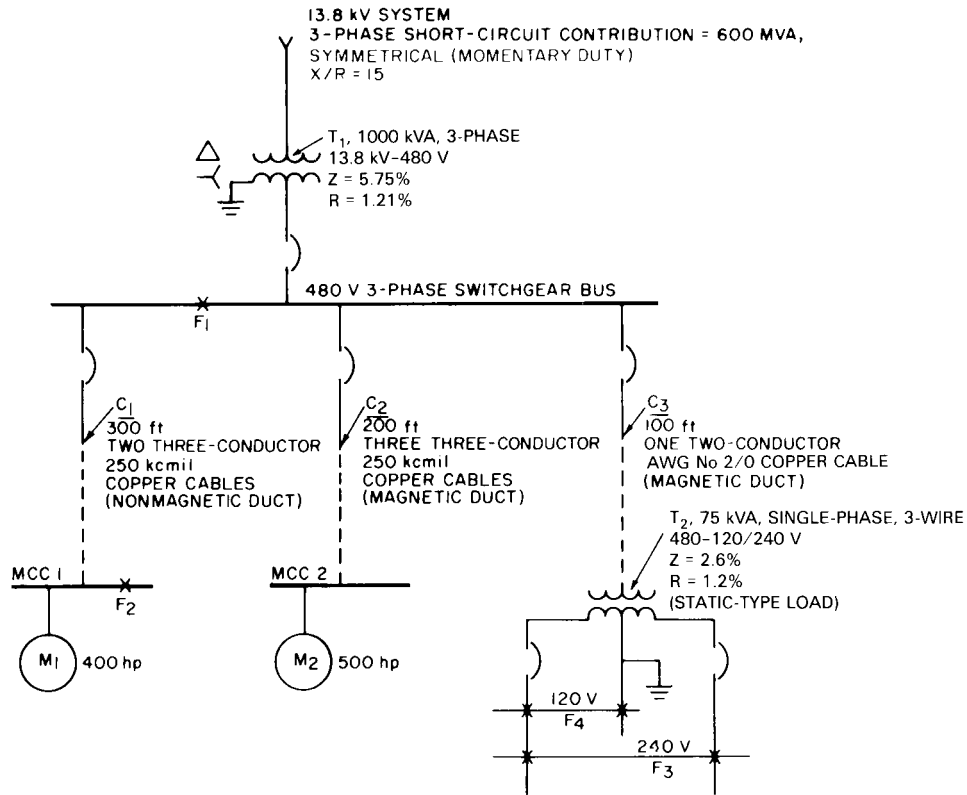 13.8 kV SYSTEM
3-PHASE SHORT-CIRCUIT CONTRIBUTION = 600 MVA,
SYMMETRICAL (MOMENTARY DUTY)
X/R = 15
T1, 1000 kVA, 3-PHASE
13.8 kV-480 V
Z = 5.75%
R = 1.21%
480 V 3-PHASE SWITCHGEAR BUS
F1
C1
300 ft
TWO THREE-CONDUCTOR
250 kcmil
COPPER CABLES
(NONMAGNETIC DUCT)
C2
200 ft
THREE THREE-CONDUCTOR
250 kcmil
COPPER CABLES
(MAGNETIC DUCT)
C3
100 ft
ONE TWO-CONDUCTOR
AWG No 2/0 COPPER CABLE
(MAGNETIC DUCT)
T2, 75 kVA, SINGLE-PHASE, 3-WIRE
480-120/240 V
Z = 2.6%
R = 1.2%
(STATIC-TYPE LOAD)
MCC 1
F2
M1 400 hp
MCC 2
M2 500 hp
120 V
F4
240 V
F3